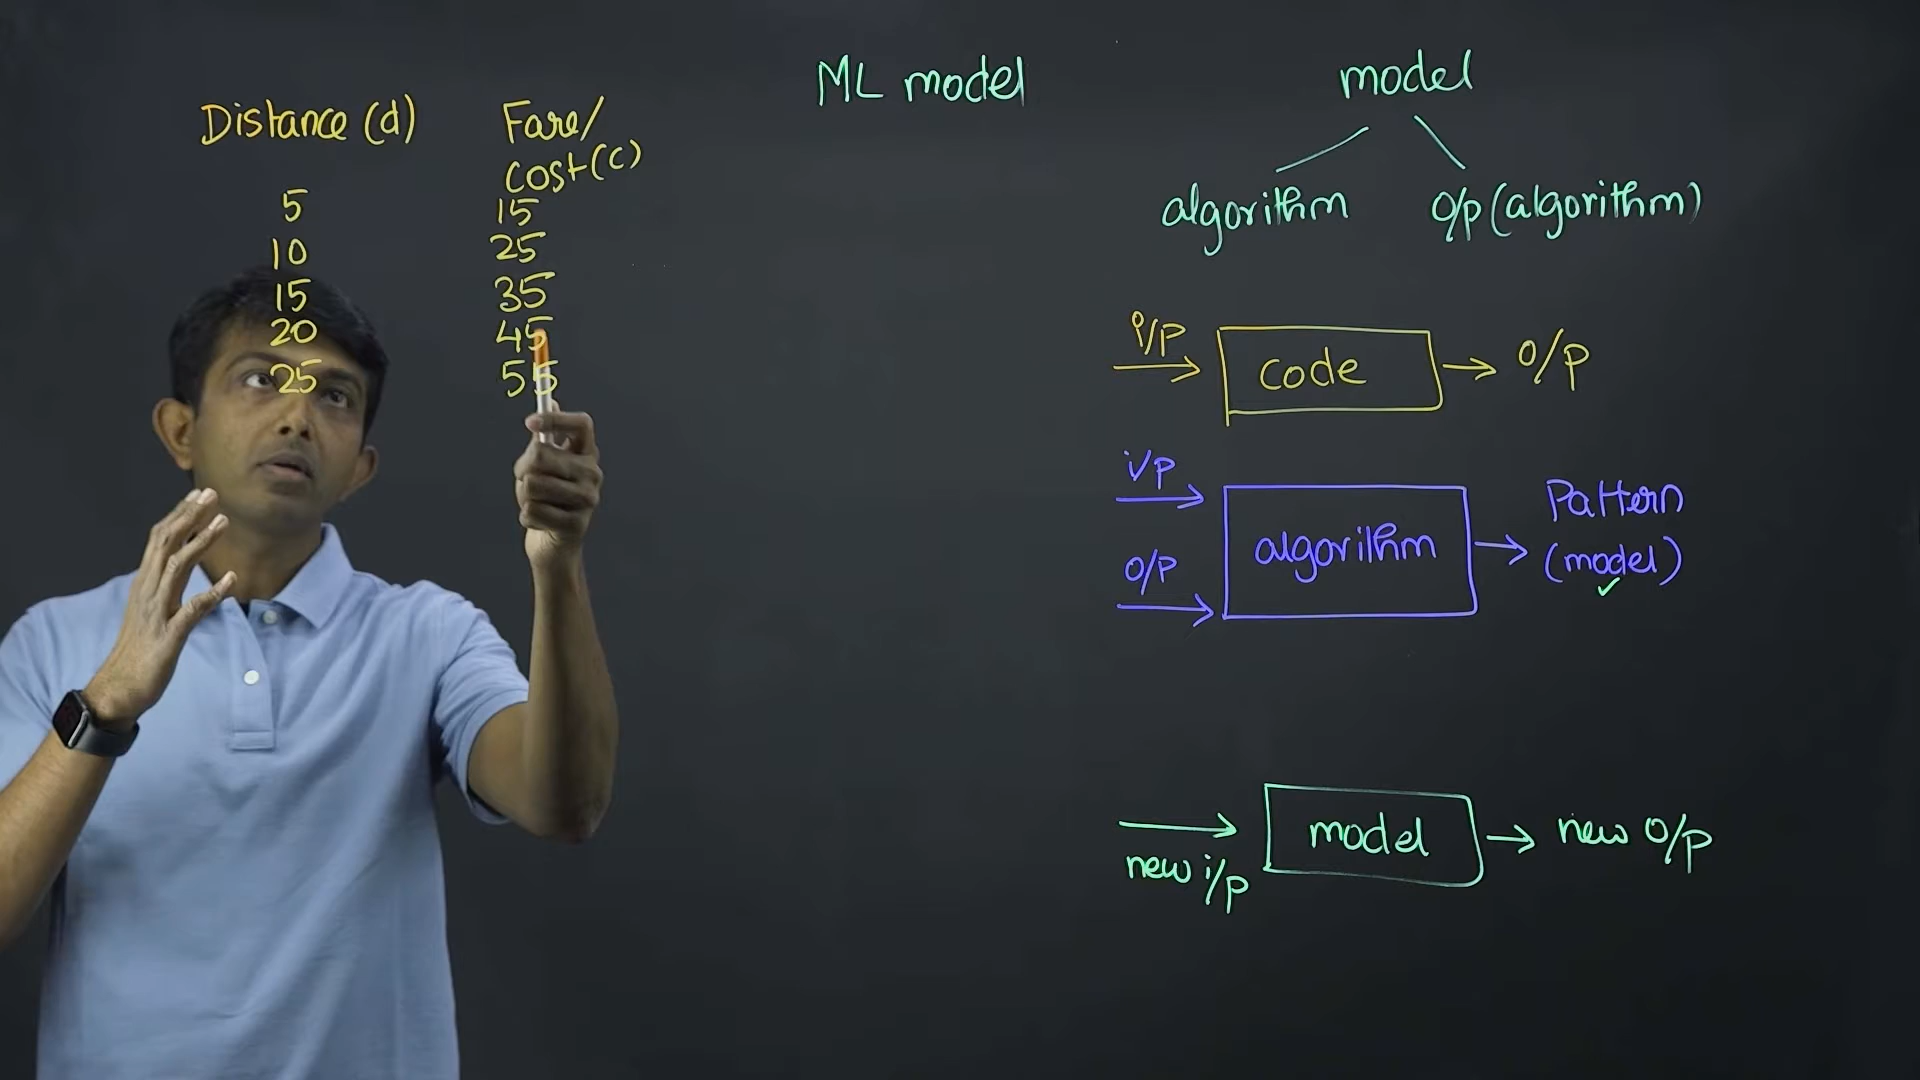 ML model
Distance (d)
Fare/
Cost (c)
5 15
10 25
15 35
20 45
25 55
model
algorithm o/p (algorithm)
i/p code o/p
i/p
o/p
algorithm
Pattern
(model)
new i/p
model
new o/p